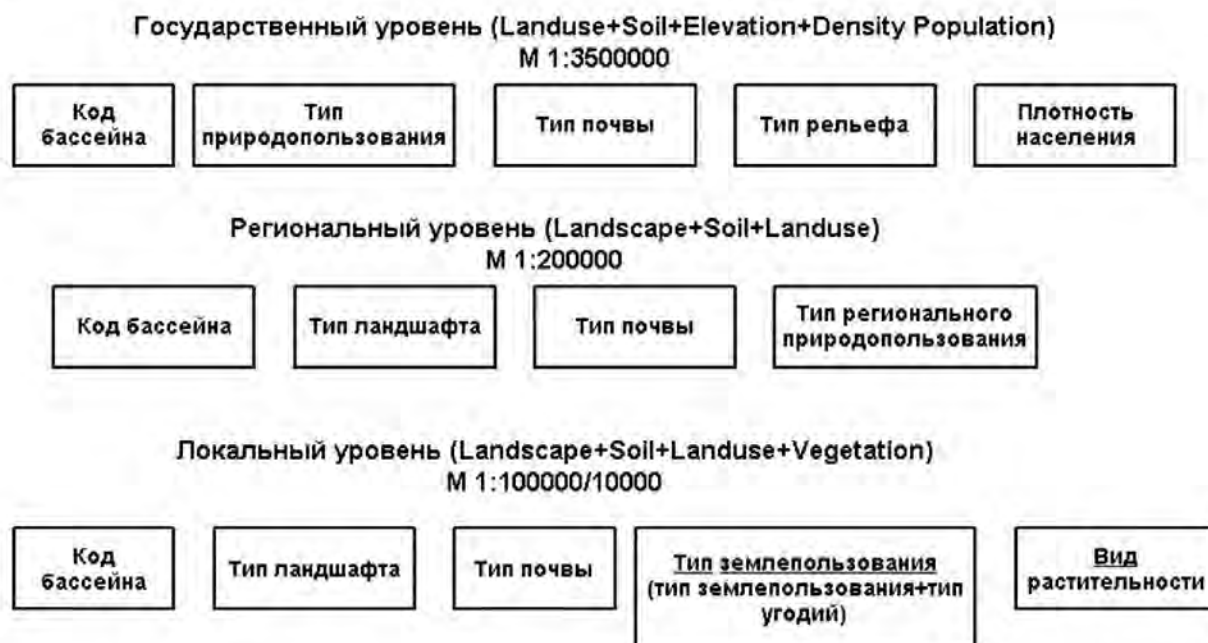 Государственный уровень (Landuse+Soil+Elevation+Density Population)
М 1:3500000
Код
бассейна
Тип
природопользования
Тип почвы
Тип рельефа
Плотность
населения
Региональный уровень (Landscape+Soil+Landuse)
М 1:200000
Код бассейна
Тип ландшафта
Тип почвы
Тип регионального
природопользования
Локальный уровень (Landscape+Soil+Landuse+Vegetation)
М 1:100000/10000
Код
бассейна
Тип ландшафта
Тип почвы
Тип землепользования
(тип землепользования+тип
угодий)
Вид
растительности